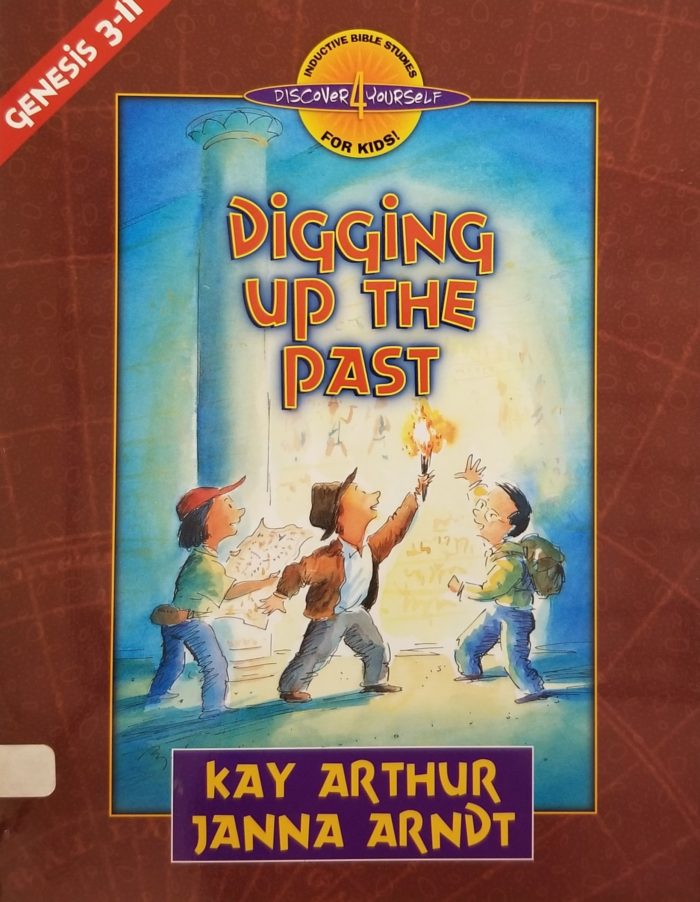 GENESIS 3-11
INDUCTIVE BIBLE STUDIES
DISCOVER 4 YOURSELF
FOR KIDS!
DIGGING
UP THE
PAST
KAY ARTHUR
JANNA ARNDT